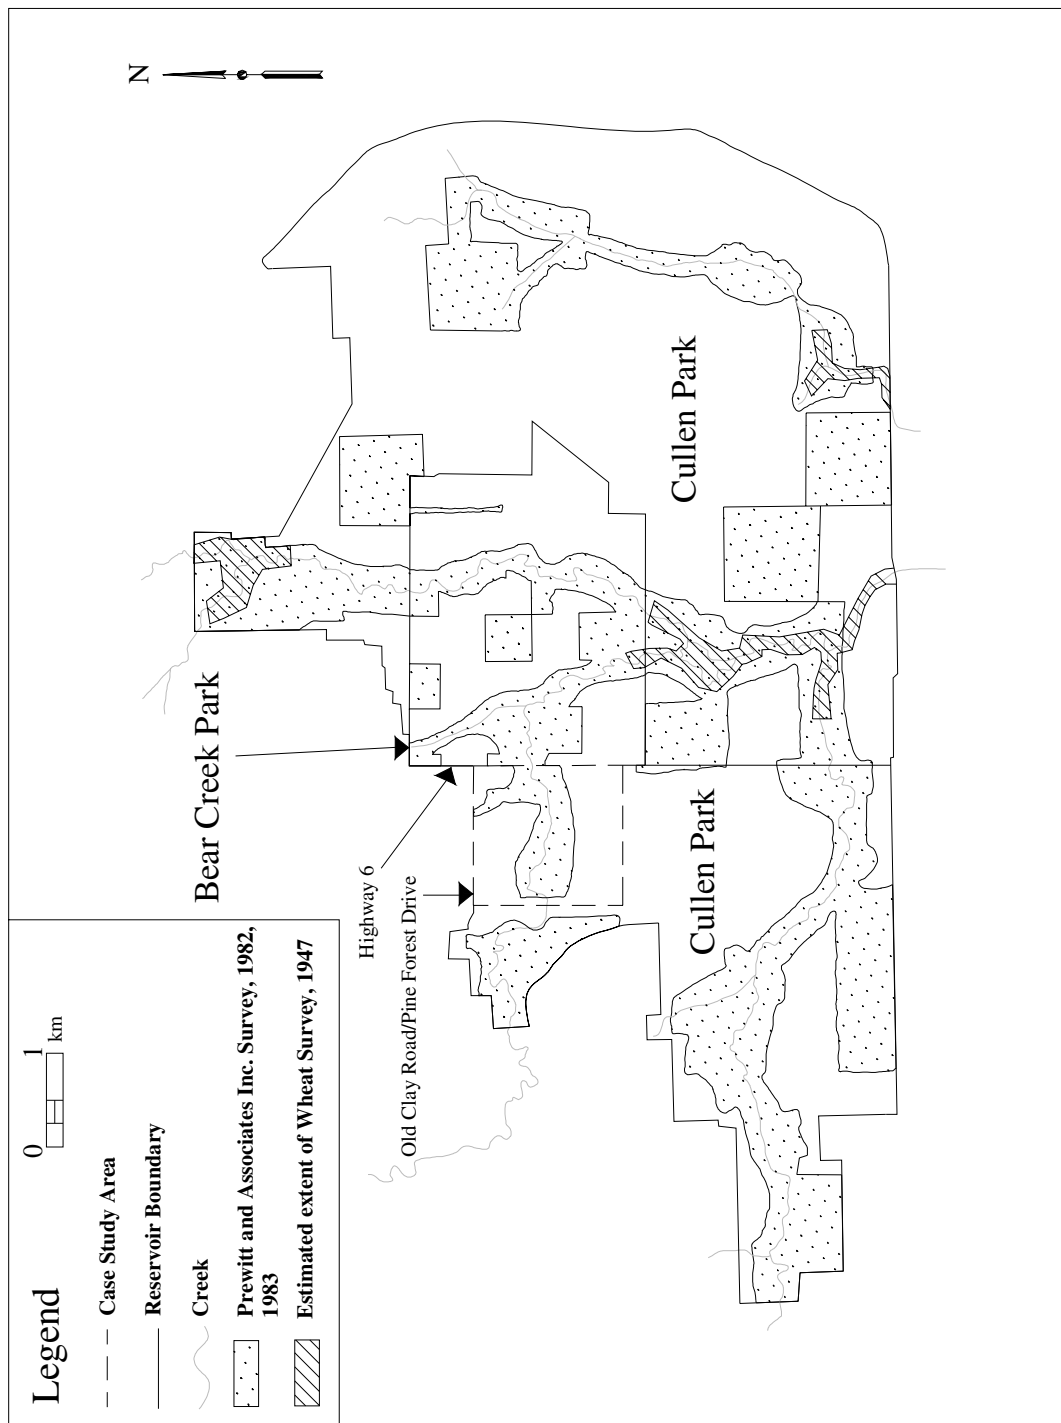 N
Bear Creek Park
Cullen Park
Cullen Park
Highway 6
Old Clay Road/Pine Forest Drive
Legend
0 1
km
Case Study Area
Reservoir Boundary
Creek
Prewitt and Associates Inc. Survey, 1982,
1983
Estimated extent of Wheat Survey, 1947